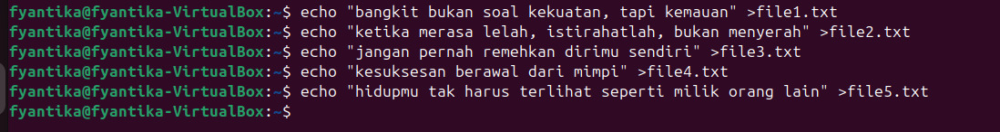 fyantika@fyantika-VirtualBox:~$ echo "bangkit bukan soal kekuatan, tapi kemauan" >file1.txt
fyantika@fyantika-VirtualBox:~$ echo "ketika merasa lelah, istirahatlah, bukan menyerah" >file2.txt
fyantika@fyantika-VirtualBox:~$ echo "jangan pernah remehkan dirimu sendiri" >file3.txt
fyantika@fyantika-VirtualBox:~$ echo "kesuksesan berawal dari mimpi" >file4.txt
fyantika@fyantika-VirtualBox:~$ echo "hidupmu tak harus terlihat seperti milik orang lain" >file5.txt
fyantika@fyantika-VirtualBox:~$